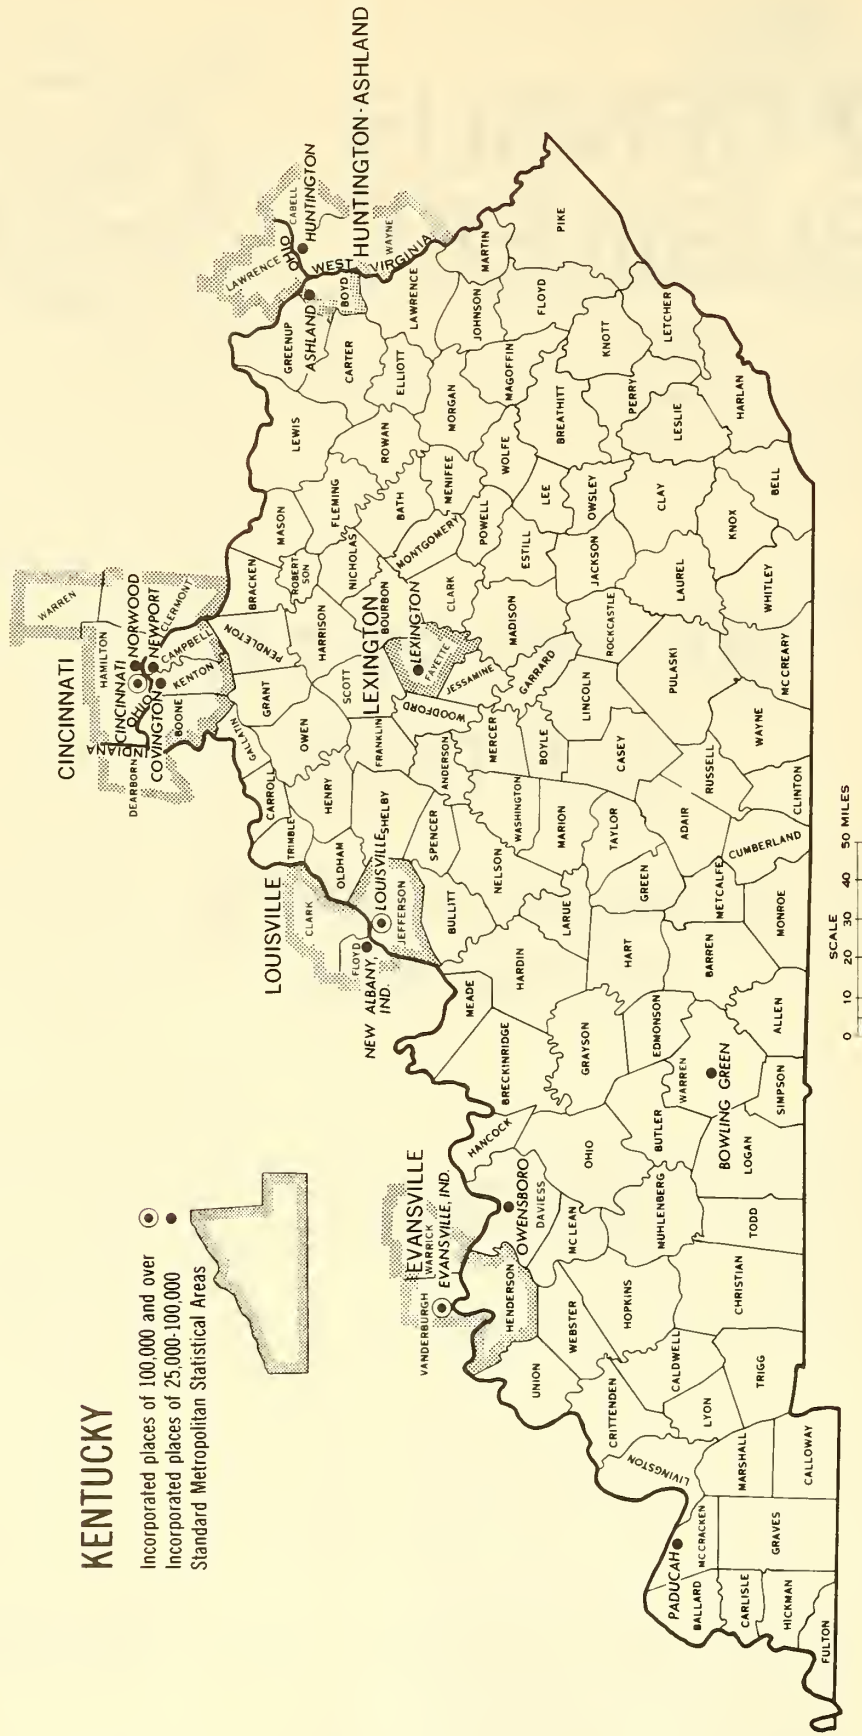 KENTUCKY
Incorporated places of 100,000 and over
Incorporated places of 25,000-100,000
Standard Metropolitan Statistical Areas
CINCINNATI
WARREN
HAMILTON
CLERMONT
DEARBORN
INDIANA
OHIO
CINCINNATI
NORWOOD
NEWPORT
COVINGTON
CAMPBELL
KENTON
BOONE
LOUISVILLE
CLARK
FLOYD
NEW ALBANY,
IND.
LOUISVILLE
JEFFERSON
EVANSVILLE
WARRICK
EVANSVILLE, IND.
VANDERBURGH
HENDERSON
OWENSBORO
DAVIESS
HUNTINGTON-ASHLAND
HUNTINGTON
CABELL
WAYNE
LAWRENCE
OHIO
WEST VIRGINIA
ASHLAND
BOYD
GREENUP
CARTER
LAWRENCE
ELLIOTT
LEWIS
ROWAN
MORGAN
JOHNSON
MARTIN
PIKE
FLOYD
MAGOFFIN
KNOTT
LETCHER
PERRY
BREATHITT
WOLFE
LESLIE
HARLAN
MENIFEE
BATH
FLEMING
MASON
BRACKEN
ROBERT-
SON
NICHOLAS
MONTGOMERY
POWELL
LEE
OWSLEY
CLAY
BELL
KNOX
ESTILL
JACKSON
LAUREL
WHITLEY
CLARK
MADISON
ROCKCASTLE
PENDLETON
HARRISON
BOURBON
LEXINGTON
LEXINGTON
FAYETTE
JESSAMINE
GARRARD
PULASKI
MCCREARY
GRANT
GALLATIN
OWEN
SCOTT
WOODFORD
FRANKLIN
MERCER
BOYLE
LINCOLN
CASEY
WAYNE
RUSSELL
CLINTON
CARROLL
TRIMBLE
HENRY
OLDHAM
SHELBY
ANDERSON
SPENCER
WASHINGTON
MARION
TAYLOR
ADAIR
CUMBERLAND
NELSON
BULLITT
LARUE
GREEN
METCALFE
MONROE
HARDIN
MEADE
HART
BARREN
BRECKINRIDGE
GRAYSON
EDMONSON
WARREN
BOWLING GREEN
ALLEN
SIMPSON
HANCOCK
OHIO
BUTLER
LOGAN
MCLEAN
MUHLENBERG
TODD
WEBSTER
HOPKINS
CHRISTIAN
UNION
CRITTENDEN
CALDWELL
LYON
TRIGG
LIVINGSTON
MARSHALL
CALLOWAY
PADUCAH
MCCRACKEN
GRAVES
BALLARD
CARLISLE
HICKMAN
FULTON
SCALE
0 10 20 30 40 50 MILES